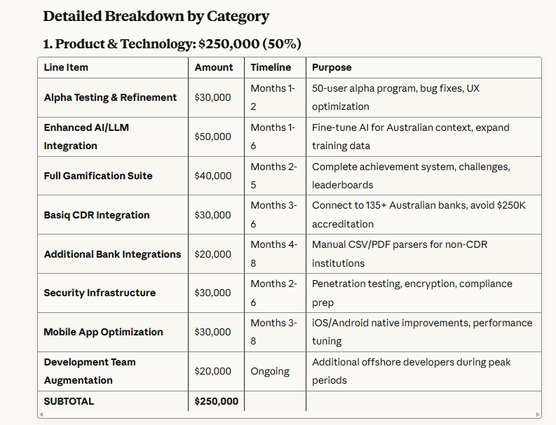 Detailed Breakdown by Category
1. Product & Technology: $250,000 (50%)
Line Item Amount Timeline Purpose
Alpha Testing & Refinement $30,000 Months 1-
2 50-user alpha program, bug fixes, UX
optimization
Enhanced AI/LLM
Integration $50,000 Months 1-
6 Fine-tune AI for Australian context, expand
training data
Full Gamification Suite $40,000 Months 2-
5 Complete achievement system, challenges,
leaderboards
Basiq CDR Integration $30,000 Months 3-
6 Connect to 135+ Australian banks, avoid $250K
accreditation
Additional Bank Integrations $20,000 Months 4-
8 Manual CSV/PDF parsers for non-CDR
institutions
Security Infrastructure $30,000 Months 2-
6 Penetration testing, encryption, compliance
prep
Mobile App Optimization $30,000 Months 3-
8 iOS/Android native improvements, performance
tuning
Development Team
Augmentation $20,000 Ongoing Additional offshore developers during peak
periods
SUBTOTAL $250,000